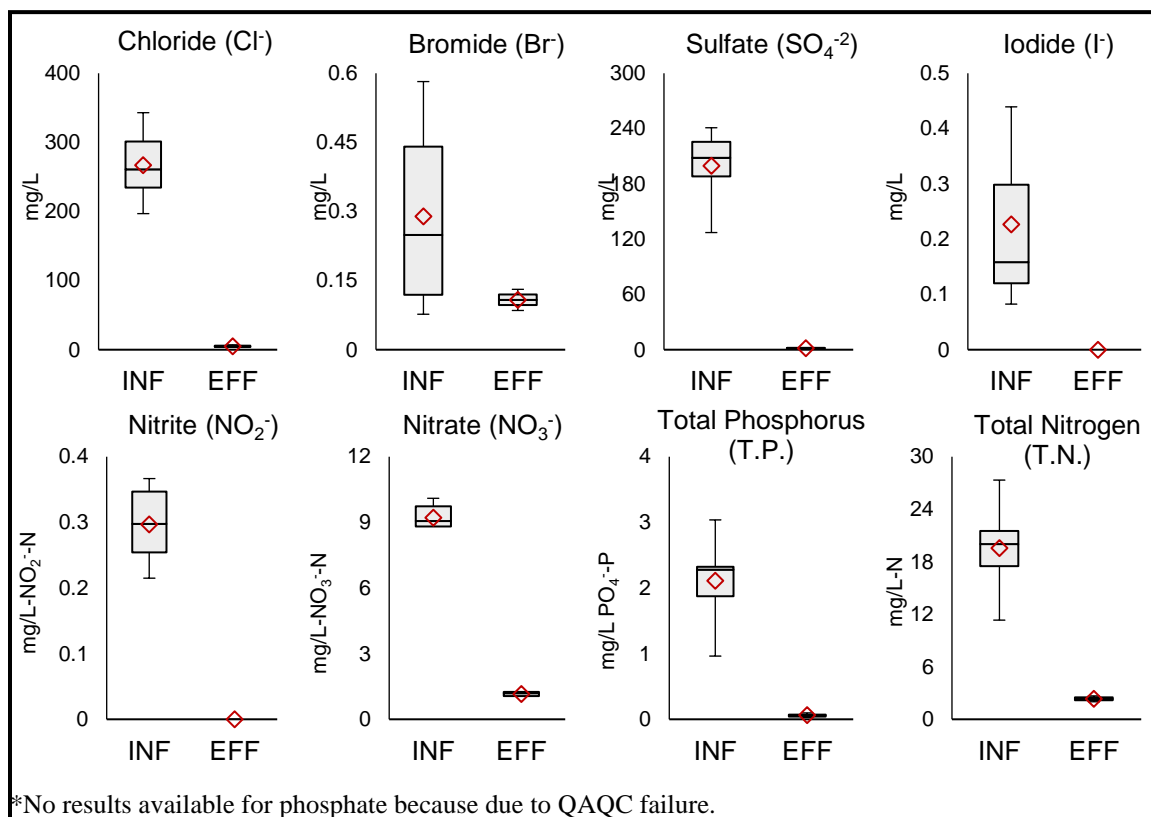 Chloride (Cl-)
400
300
200
100
0
mg/L
INF EFF
Bromide (Br-)
0.6
0.45
0.3
0.15
0
mg/L
INF EFF
Sulfate (SO4-2)
300
240
180
120
60
0
mg/L
INF EFF
Iodide (I-)
0.5
0.4
0.3
0.2
0.1
0
mg/L
INF EFF
Nitrite (NO2-)
0.4
0.3
0.2
0.1
0
mg/L-NO2--N
INF EFF
Nitrate (NO3-)
12
9
6
3
0
mg/L-NO3--N
INF EFF
Total Phosphorus
(T.P.)
4
3
2
1
0
mg/L PO4--P
INF EFF
Total Nitrogen
(T.N.)
30
24
18
12
6
0
mg/L-N
INF EFF
*No results available for phosphate because due to QAQC failure.